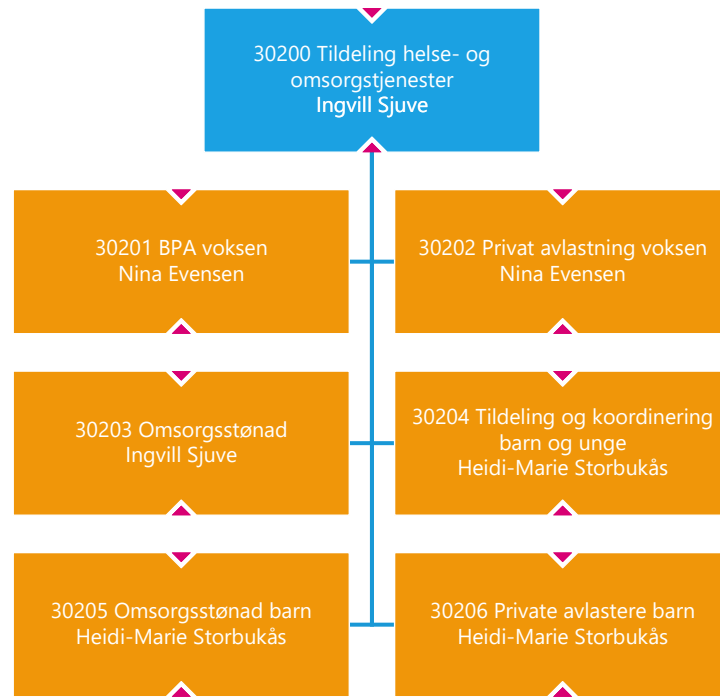 30200 Tildeling helse- og
omsorgstjenester
Ingvill Sjuve
30201 BPA voksen
Nina Evensen
30202 Privat avlastning voksen
Nina Evensen
30203 Omsorgsstønad
Ingvill Sjuve
30204 Tildeling og koordinering
barn og unge
Heidi-Marie Storbukås
30205 Omsorgsstønad barn
Heidi-Marie Storbukås
30206 Private avlastere barn
Heidi-Marie Storbukås